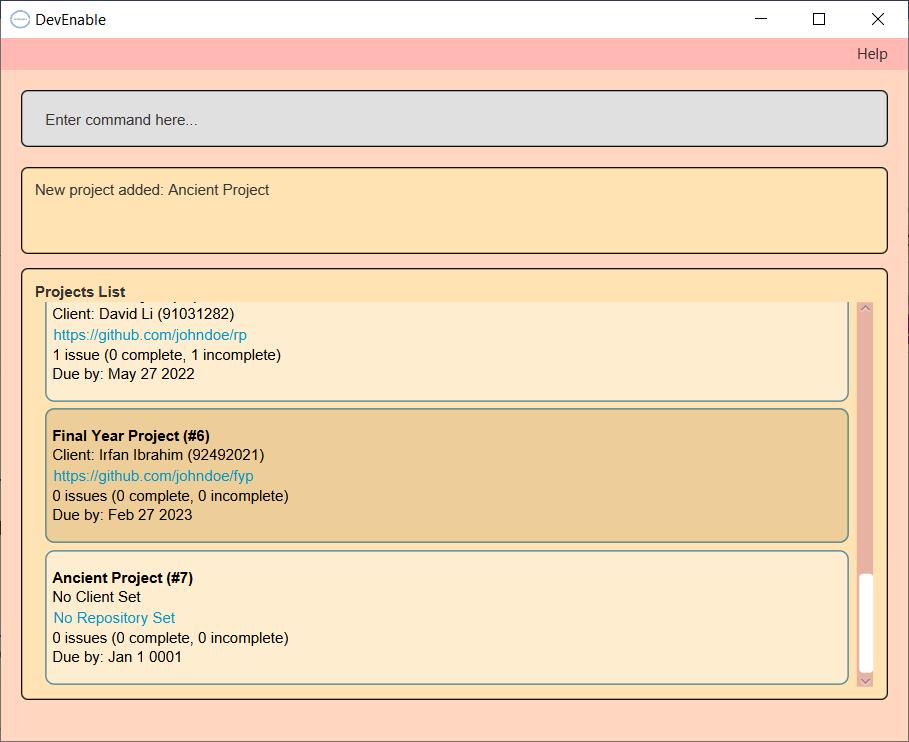 DevEnable
Help
Enter command here...
New project added: Ancient Project
Projects List
Client: David Li (91031282)
https://github.com/johndoe/rp
1 issue (0 complete, 1 incomplete)
Due by: May 27 2022
Final Year Project (#6)
Client: Irfan Ibrahim (92492021)
https://github.com/johndoe/fyp
0 issues (0 complete, 0 incomplete)
Due by: Feb 27 2023
Ancient Project (#7)
No Client Set
No Repository Set
0 issues (0 complete, 0 incomplete)
Due by: Jan 1 0001